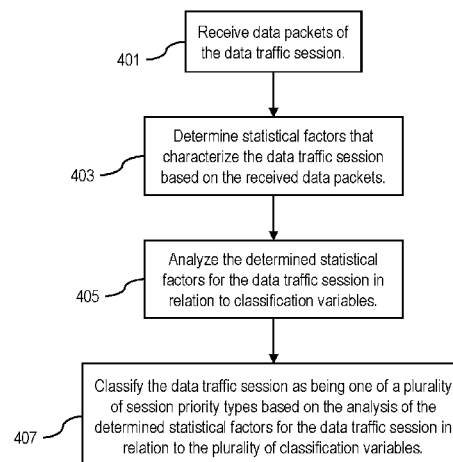 Receive data packets of
the data traffic session.
401
Determine statistical factors that
characterize the data traffic session
based on the received data packets.
403
Analyze the determined statistical
factors for the data traffic session in
relation to classification variables.
405
Classify the data traffic session as being one of a plurality
of session priority types based on the analysis of the
determined statistical factors for the data traffic session in
relation to the plurality of classification variables.
407